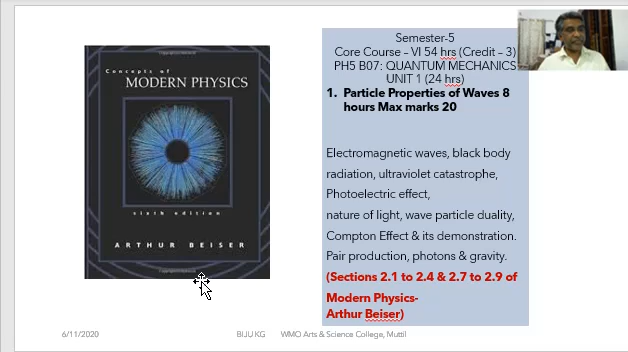 Concepts of
MODERN PHYSICS
sixth edition
ARTHUR BEISER
Semester-5
Core Course – VI 54 hrs (Credit – 3)
PH5 B07: QUANTUM MECHANICS
UNIT 1 (24 hrs)
1. Particle Properties of Waves 8
hours Max marks 20
Electromagnetic waves, black body
radiation, ultraviolet catastrophe,
Photoelectric effect,
nature of light, wave particle duality,
Compton Effect & its demonstration.
Pair production, photons & gravity.
(Sections 2.1 to 2.4 & 2.7 to 2.9 of
Modern Physics-
Arthur Beiser)
6/11/2020
BIJU KG WMO Arts & Science College, Muttil